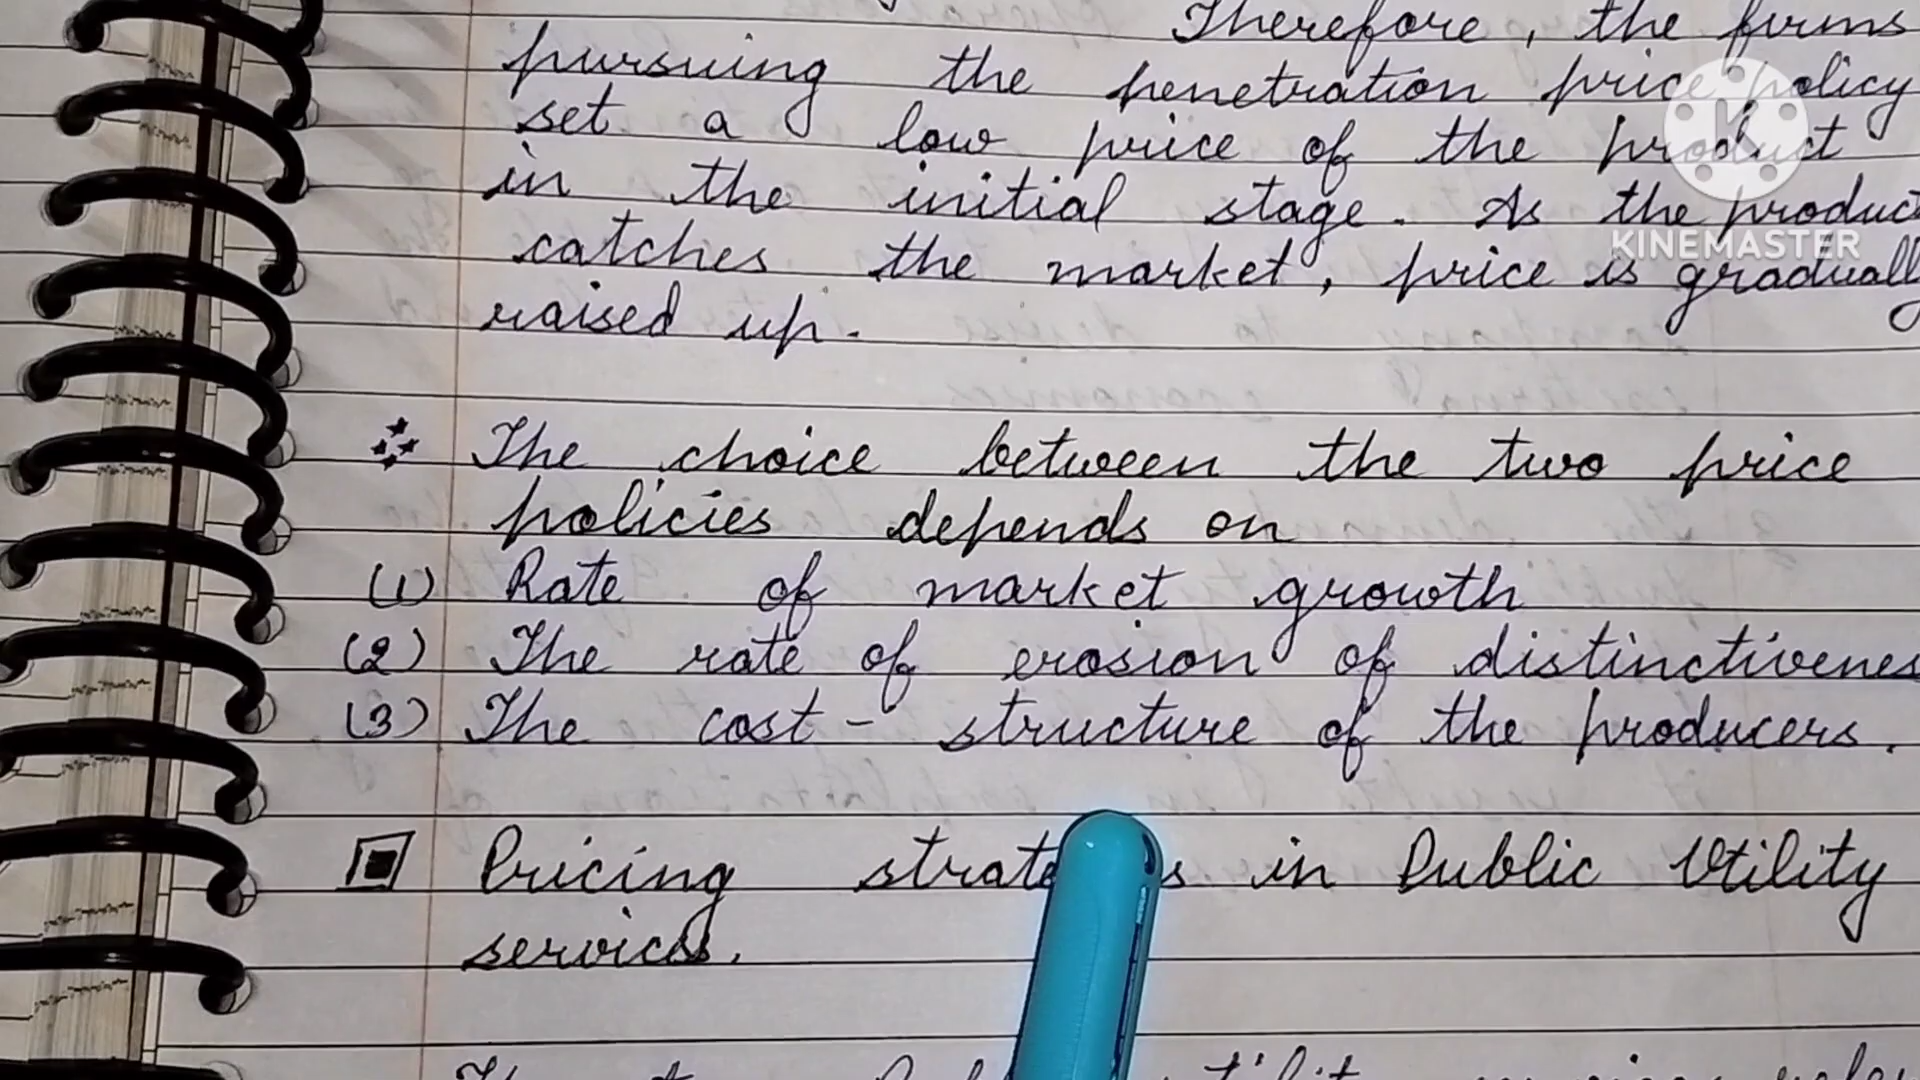 Therefore, the firms
pursuing the penetration price policy
set a low price of the product
in the initial stage. As the product
catches the market, price is gradually
raised up.
The choice between the two price
policies depends on
(1) Rate of market growth
(2) The rate of erosion of distinctivenes
(3) The cost-structure of the producers.
Pricing in Public Utility
services.
KINEMASTER